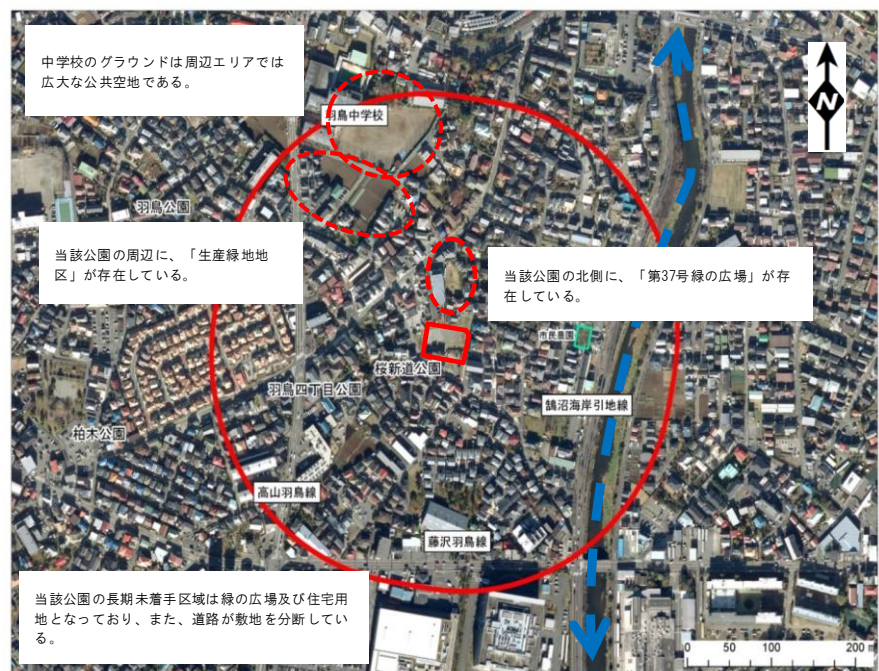 中学校のグラウンドは周辺エリアでは
広大な公共空地である。
N
羽鳥中学校
羽鳥公園
当該公園の周辺に、「生産緑地地
区」が存在している。
当該公園の北側に、「第37号緑の広場」が存
在している。
市民農園
桜新道公園
羽鳥四丁目公園
鵠沼海岸引地線
柏木公園
高山羽鳥線
藤沢羽鳥線
当該公園の長期未着手区域は緑の広場及び住宅用
地となっており、また、道路が敷地を分断してい
る。
0 50 100 200 m